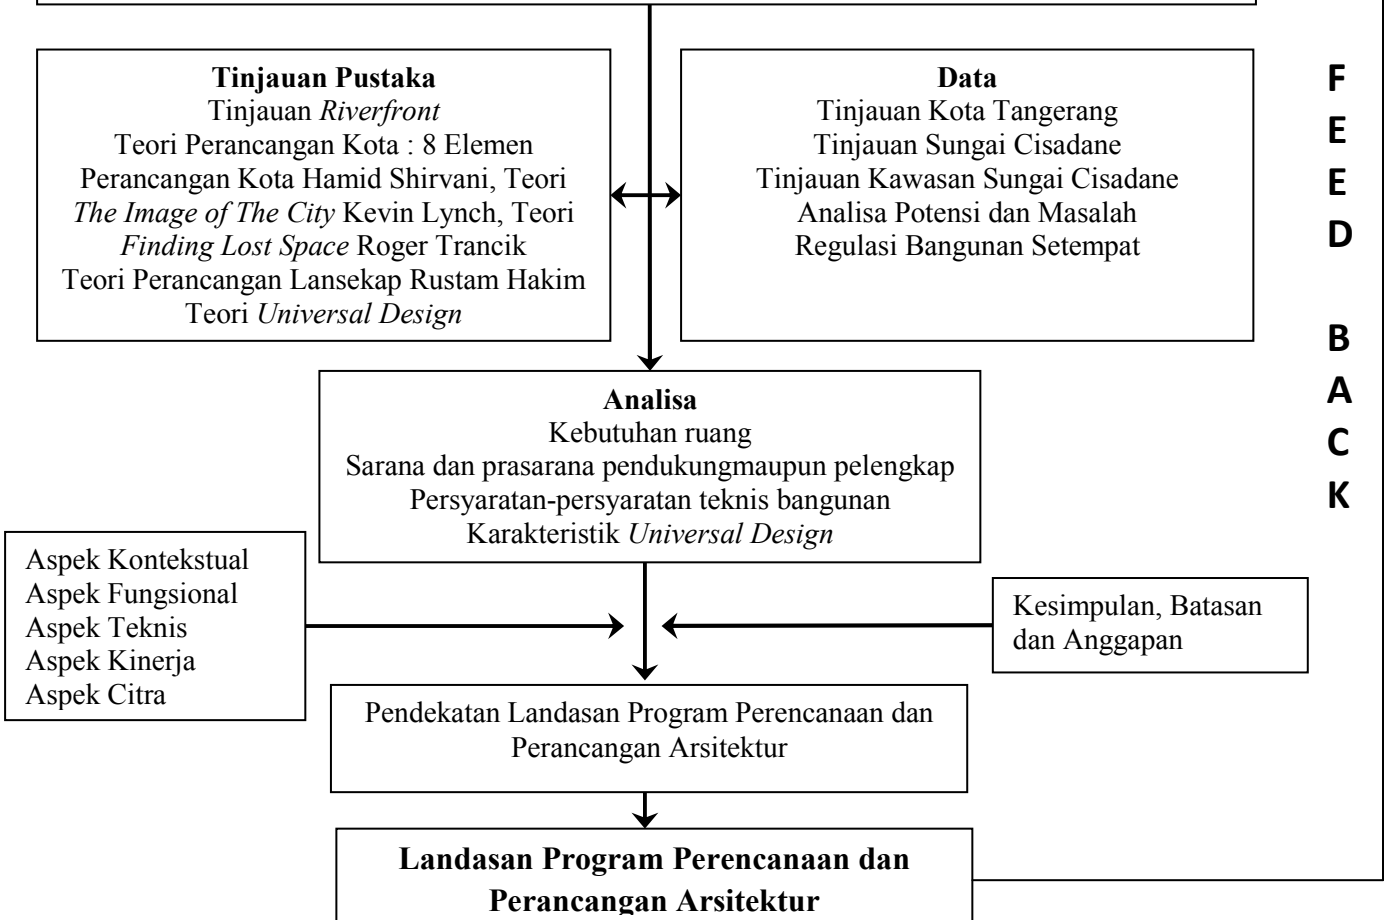 Tinjauan Pustaka
Tinjauan Riverfront
Teori Perancangan Kota : 8 Elemen
Perancangan Kota Hamid Shirvani, Teori
The Image of The City Kevin Lynch, Teori
Finding Lost Space Roger Trancik
Teori Perancangan Lansekap Rustam Hakim
Teori Universal Design
Data
Tinjauan Kota Tangerang
Tinjauan Sungai Cisadane
Tinjauan Kawasan Sungai Cisadane
Analisa Potensi dan Masalah
Regulasi Bangunan Setempat
F
E
E
D
B
A
C
K
Analisa
Kebutuhan ruang
Sarana dan prasarana pendukungmaupun pelengkap
Persyaratan-persyaratan teknis bangunan
Karakteristik Universal Design
Aspek Kontekstual
Aspek Fungsional
Aspek Teknis
Aspek Kinerja
Aspek Citra
Kesimpulan, Batasan
dan Anggapan
Pendekatan Landasan Program Perencanaan dan
Perancangan Arsitektur
Landasan Program Perencanaan dan
Perancangan Arsitektur